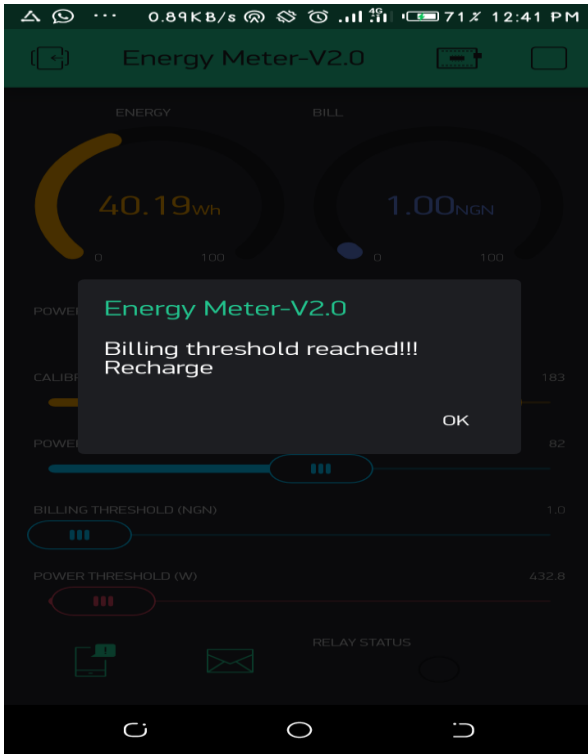 0.89KB/s 4G 71% 12:41 PM
Energy Meter-V2.0
ENERGY BILL
40.19Wh 1.00NGN
0 100 0 100
POWE
Energy Meter-V2.0
Billing threshold reached!!!
Recharge
OK
CALIB 183
POWE 82
BILLING THRESHOLD (NGN) 1.0
POWER THRESHOLD (W) 432.8
RELAY STATUS